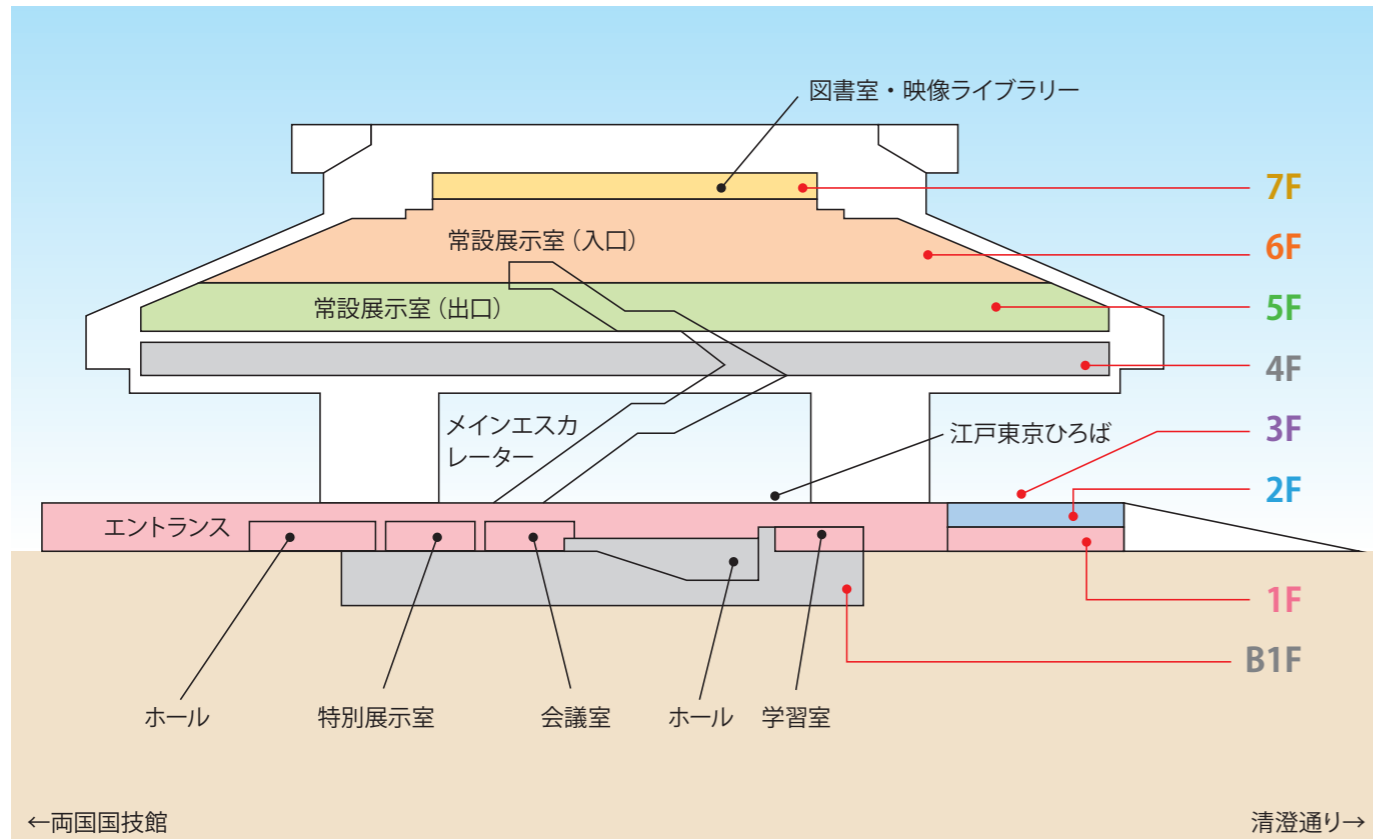 図書室・映像ライブラリー
7F
常設展示室（入口）
6F
常設展示室（出口）
5F
4F
メインエスカ
レーター
江戸東京ひろば
3F
2F
エントランス
1F
B1F
ホール
特別展示室
会議室
ホール
学習室
←両国国技館
清澄通り→